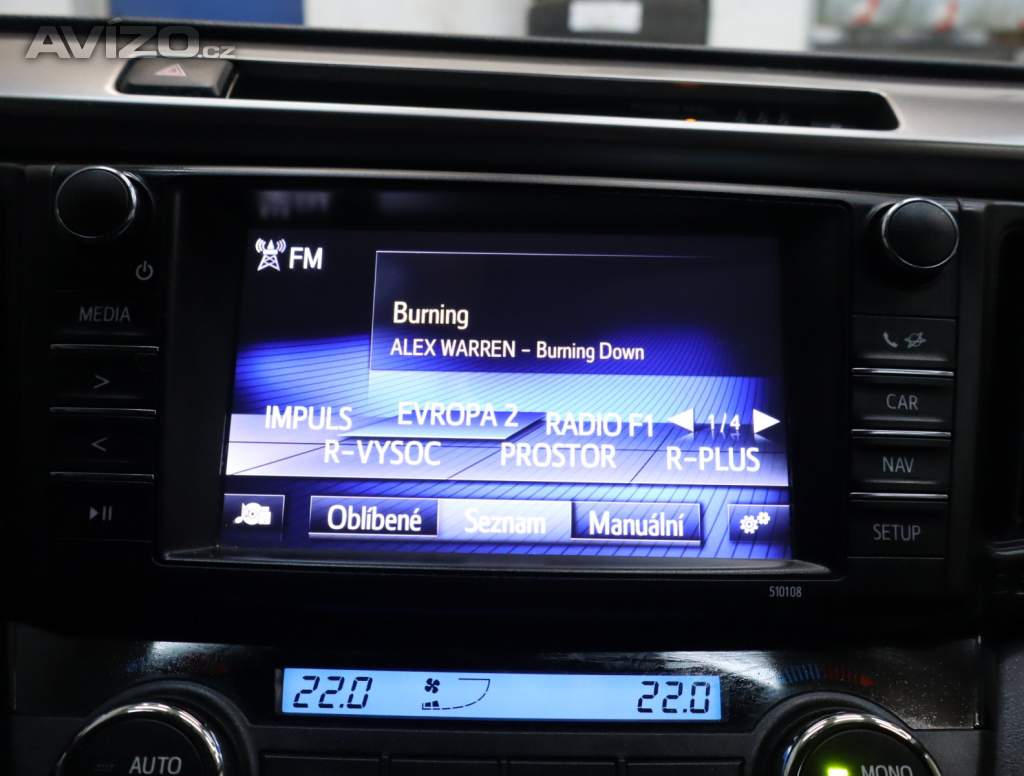 AVÍZO.cz
FM
Burning
ALEX WARREN - Burning Down
IMPULS EVROPA 2 RADIO F1 1/4
R-VYSOC PROSTOR R-PLUS
Oblíbené Seznam Manuální
MEDIA
CAR
NAV
SETUP
510108
22.0 22.0
AUTO MONO